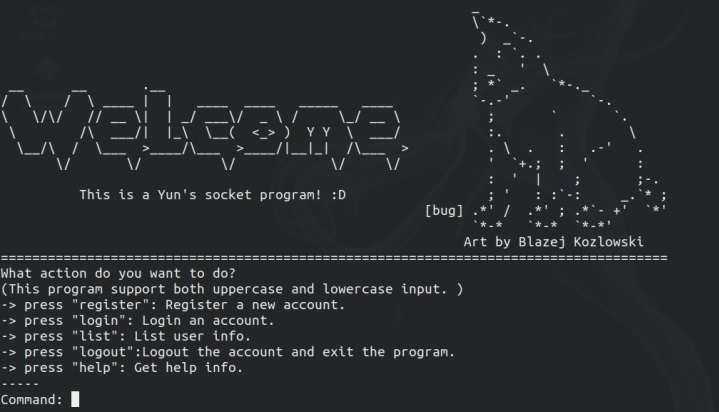 Welcome
This is a Yun's socket program! :D
[bug]
Art by Blazej Kozlowski
What action do you want to do?
(This program support both uppercase and lowercase input. )
-> press "register": Register a new account.
-> press "login": Login an account.
-> press "list": List user info.
-> press "logout":Logout the account and exit the program.
-> press "help": Get help info.
-----
Command: